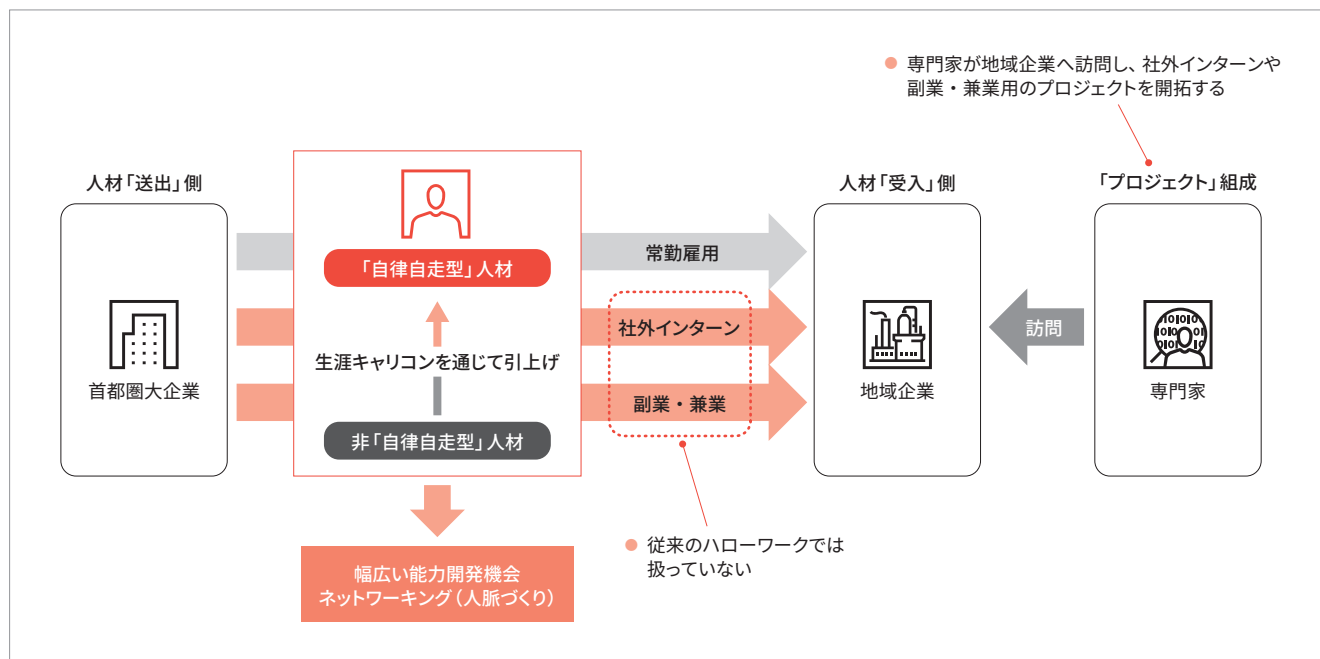 専門家が地域企業へ訪問し、社外インターンや
副業・兼業用のプロジェクトを開拓する
人材「送出」側
人材「受入」側
「プロジェクト」組成
首都圏大企業
「自律自走型」人材
生涯キャリコンを通じて引上げ
非「自律自走型」人材
常勤雇用
社外インターン
副業・兼業
地域企業
訪問
専門家
従来のハローワークでは
扱っていない
幅広い能力開発機会
ネットワーキング（人脈づくり）